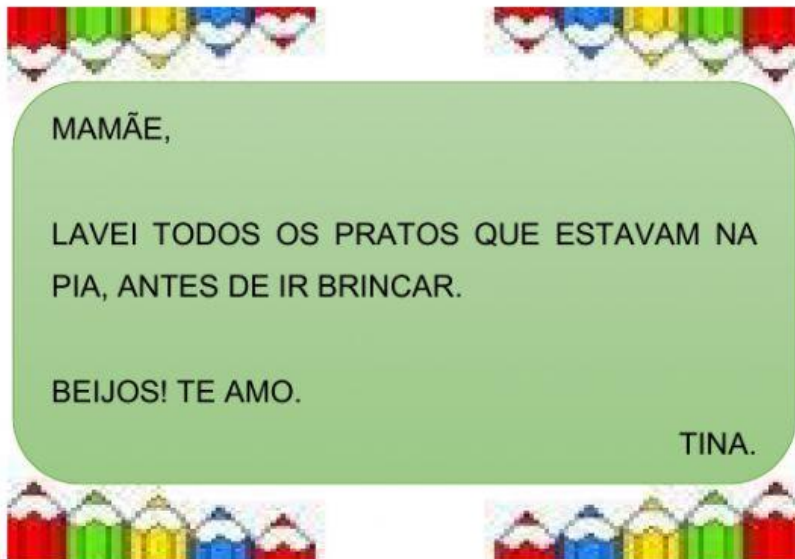 MAMÃE,
LAVEI TODOS OS PRATOS QUE ESTAVAM NA
PIA, ANTES DE IR BRINCAR.
BEIJOS! TE AMO.
TINA.